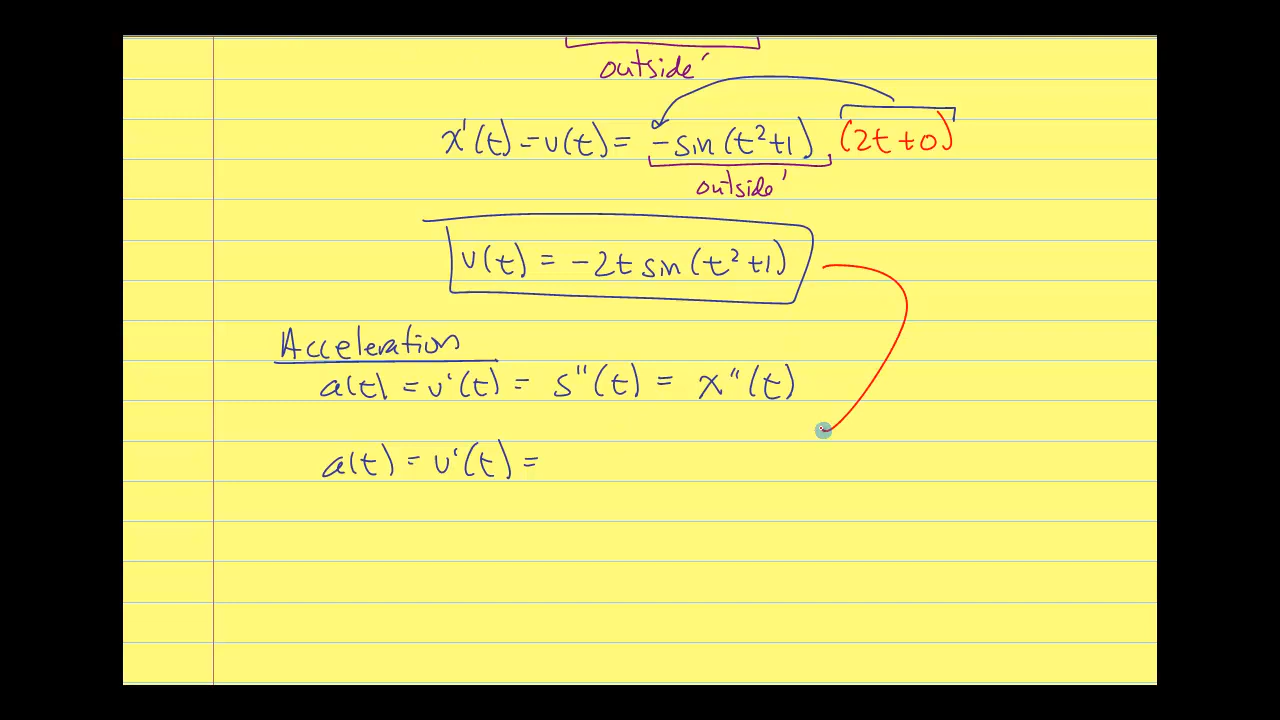 outside'
x'(t) = v(t) = -sin(t²+1) (2t+0)
outside'
v(t) = -2t sin(t²+1)
Acceleration
a(t) = v'(t) = s"(t) = x"(t)
a(t) = v'(t) =